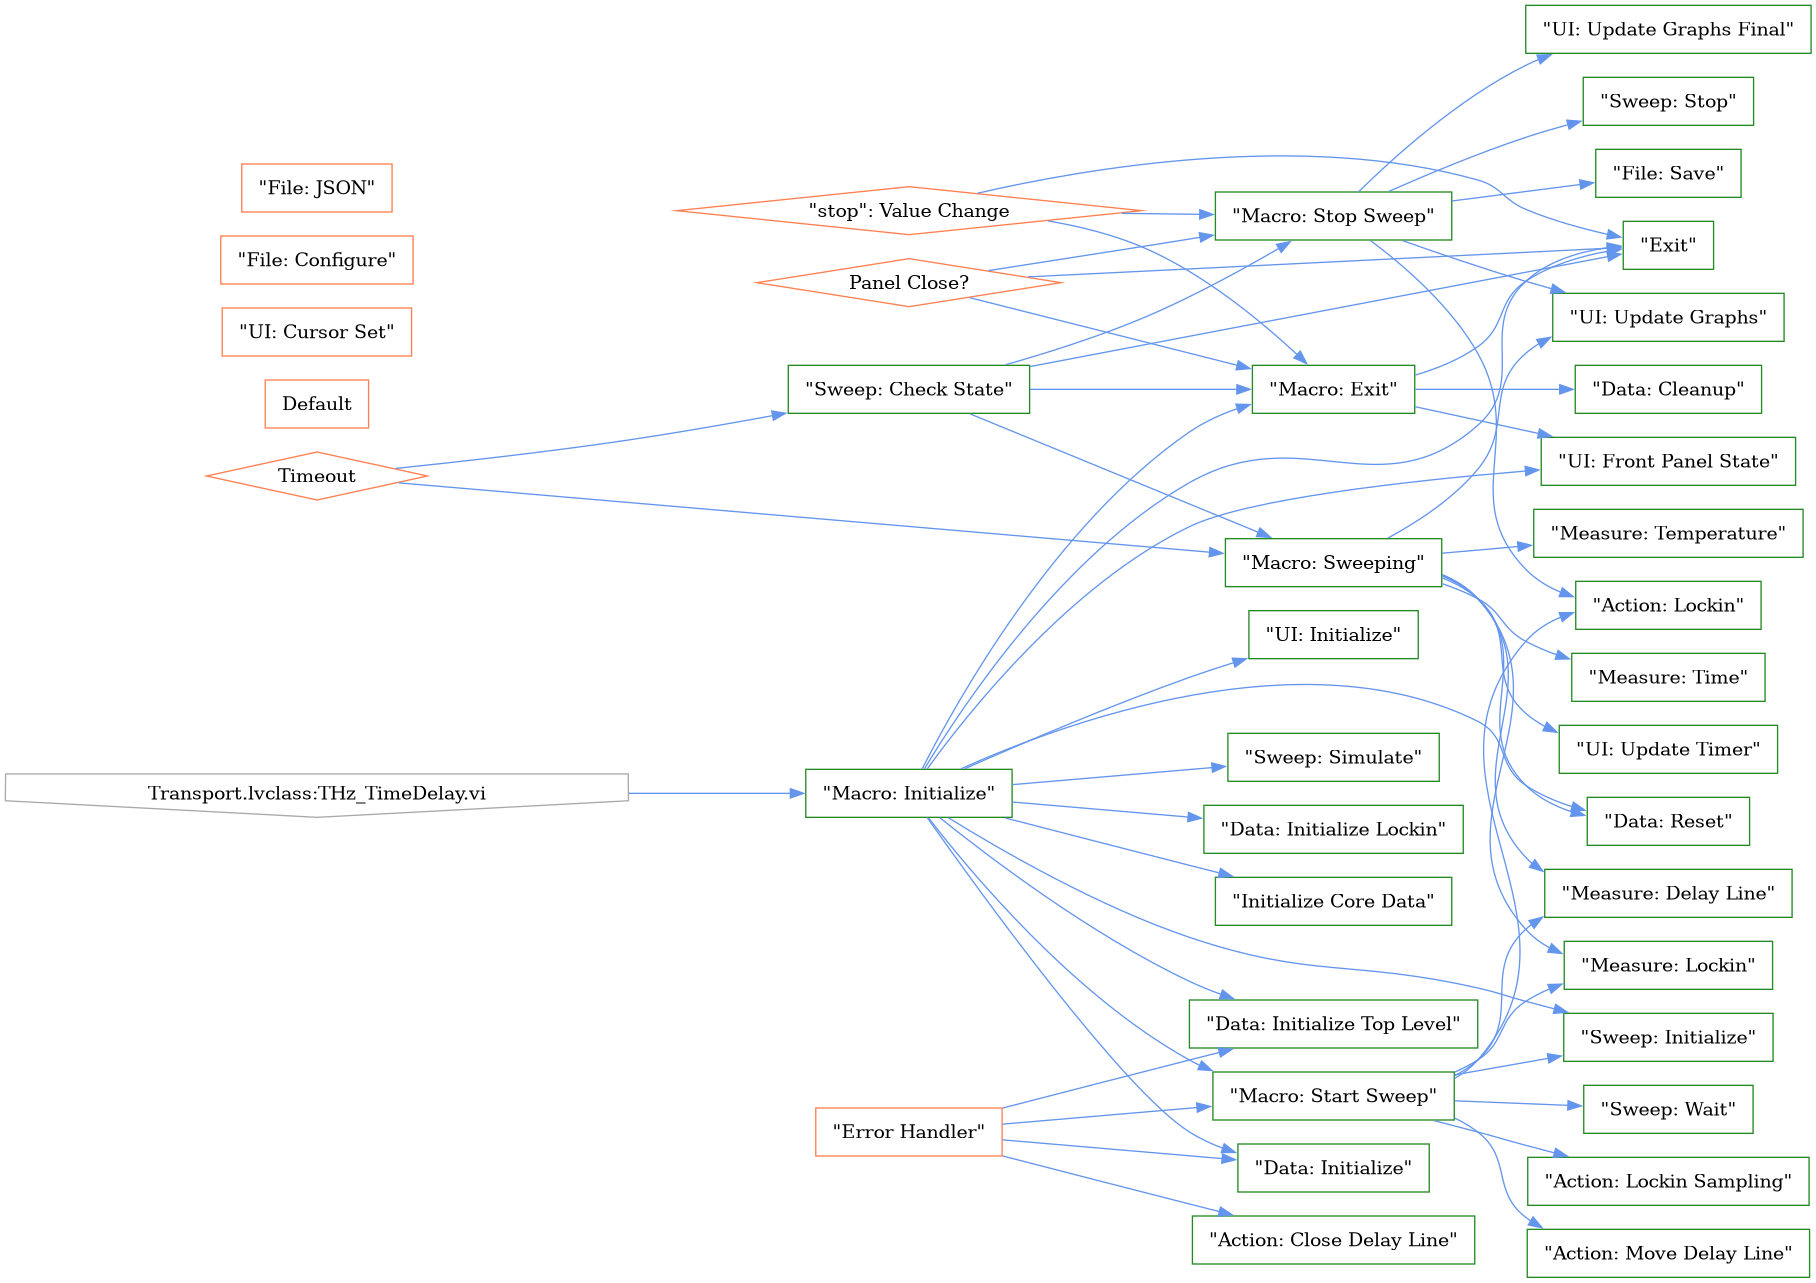 "File: JSON"
"File: Configure"
"UI: Cursor Set"
Default
Timeout
Transport.lvclass:THz_TimeDelay.vi
"stop": Value Change
Panel Close?
"Sweep: Check State"
"Macro: Initialize"
"Error Handler"
"Macro: Stop Sweep"
"Macro: Exit"
"Macro: Sweeping"
"UI: Initialize"
"Sweep: Simulate"
"Data: Initialize Lockin"
"Initialize Core Data"
"Data: Initialize Top Level"
"Macro: Start Sweep"
"Data: Initialize"
"Action: Close Delay Line"
"UI: Update Graphs Final"
"Sweep: Stop"
"File: Save"
"Exit"
"UI: Update Graphs"
"Data: Cleanup"
"UI: Front Panel State"
"Measure: Temperature"
"Action: Lockin"
"Measure: Time"
"UI: Update Timer"
"Data: Reset"
"Measure: Delay Line"
"Measure: Lockin"
"Sweep: Initialize"
"Sweep: Wait"
"Action: Lockin Sampling"
"Action: Move Delay Line"